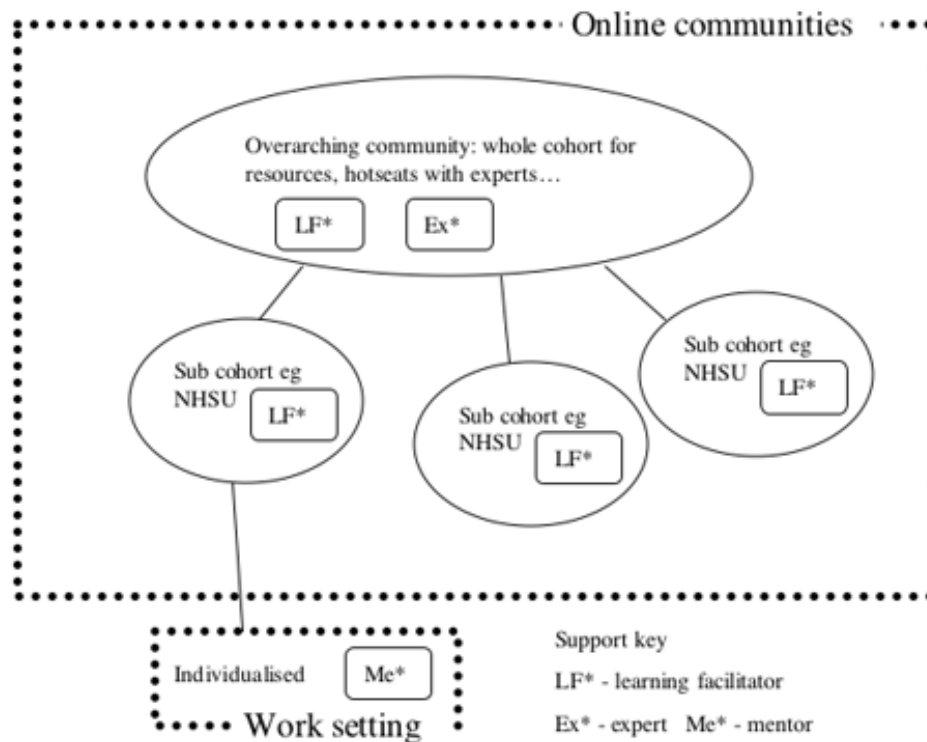 Online communities
Overarching community: whole cohort for
resources, hotseats with experts…
LF*
Ex*
Sub cohort eg
NHSU
LF*
Sub cohort eg
NHSU
LF*
Sub cohort eg
NHSU
LF*
Individualised
Me*
Work setting
Support key
LF* - learning facilitator
Ex* - expert Me* - mentor